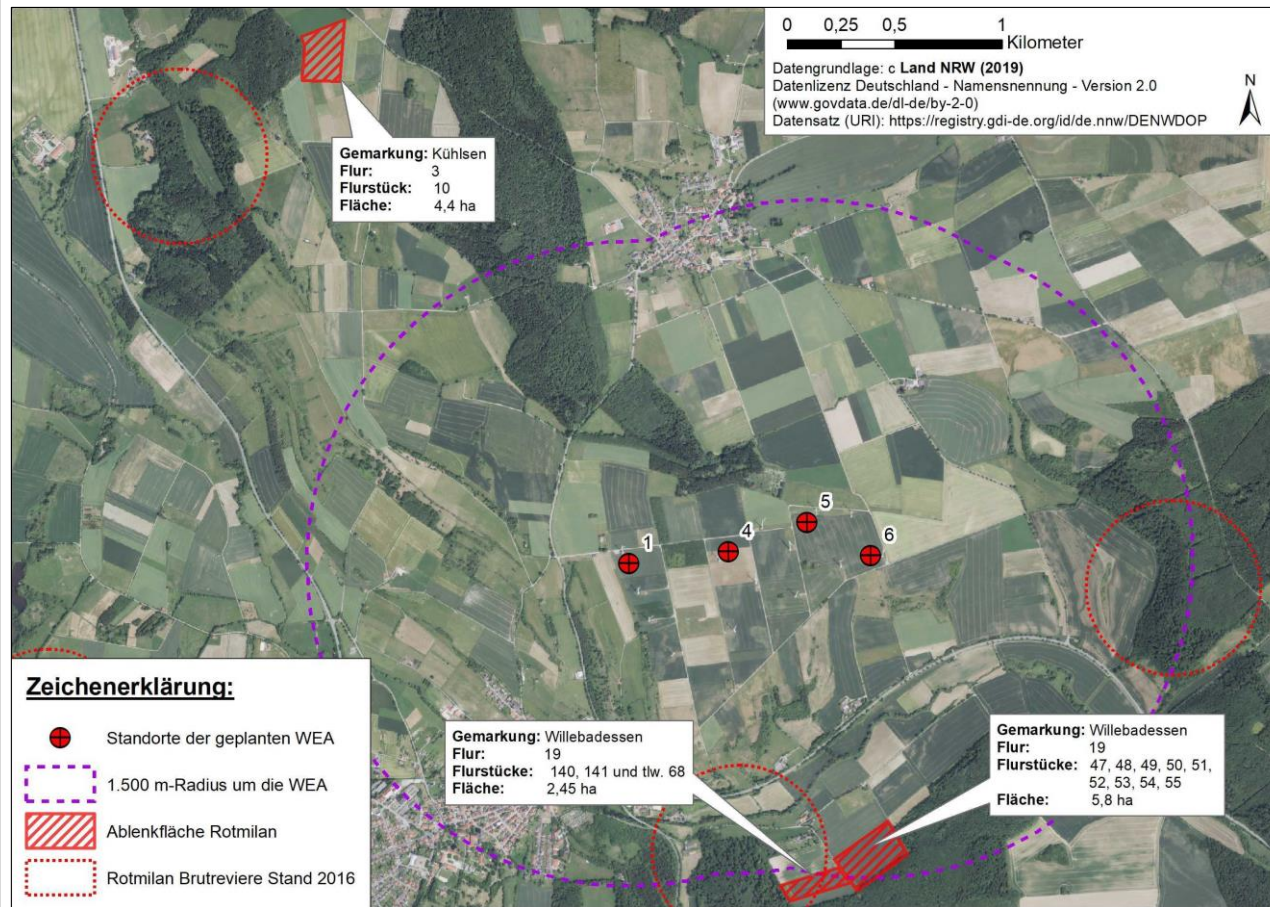 0 0,25 0,5 1
Kilometer
Datengrundlage: c Land NRW (2019)
Datenlizenz Deutschland - Namensnennung - Version 2.0
(www.govdata.de/dl-de/by-2-0)
Datensatz (URI): https://registry.gdi-de.org/id/de.nnw/DENWDOP
N
Gemarkung: Kühlsen
Flur: 3
Flurstück: 10
Fläche: 4,4 ha
1
4
5
6
Gemarkung: Willebadessen
Flur: 19
Flurstücke: 140, 141 und tlw. 68
Fläche: 2,45 ha
Gemarkung: Willebadessen
Flur: 19
Flurstücke: 47, 48, 49, 50, 51,
52, 53, 54, 55
Fläche: 5,8 ha
Zeichenerklärung:
Standorte der geplanten WEA
1.500 m-Radius um die WEA
Ablenkfläche Rotmilan
Rotmilan Brutreviere Stand 2016